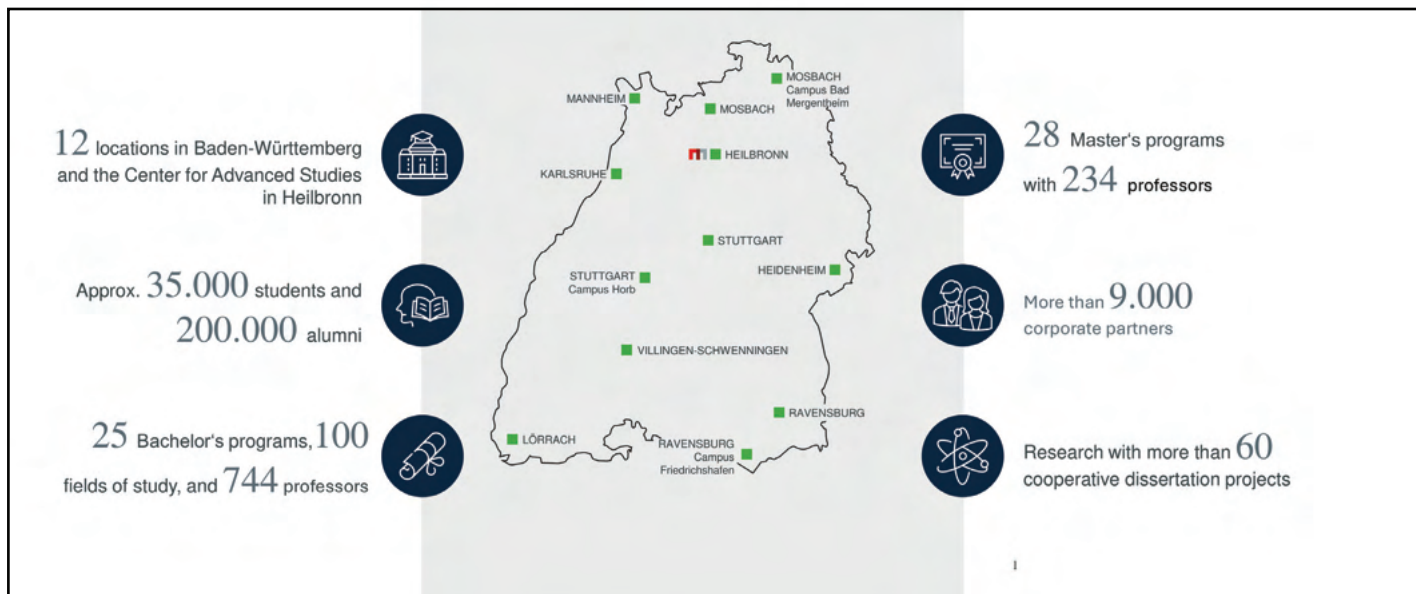 12 locations in Baden-Württemberg
and the Center for Advanced Studies
in Heilbronn
Approx. 35.000 students and
200.000 alumni
25 Bachelor's programs, 100
fields of study, and 744 professors
MOSBACH
Campus Bad
Mergentheim
MANNHEIM
MOSBACH
HEILBRONN
KARLSRUHE
STUTTGART
HEIDENHEIM
STUTTGART
Campus Horb
VILLINGEN-SCHWENNINGEN
RAVENSBURG
LÖRRACH
RAVENSBURG
Campus
Friedrichshafen
28 Master's programs
with 234 professors
More than 9.000
corporate partners
Research with more than 60
cooperative dissertation projects
1